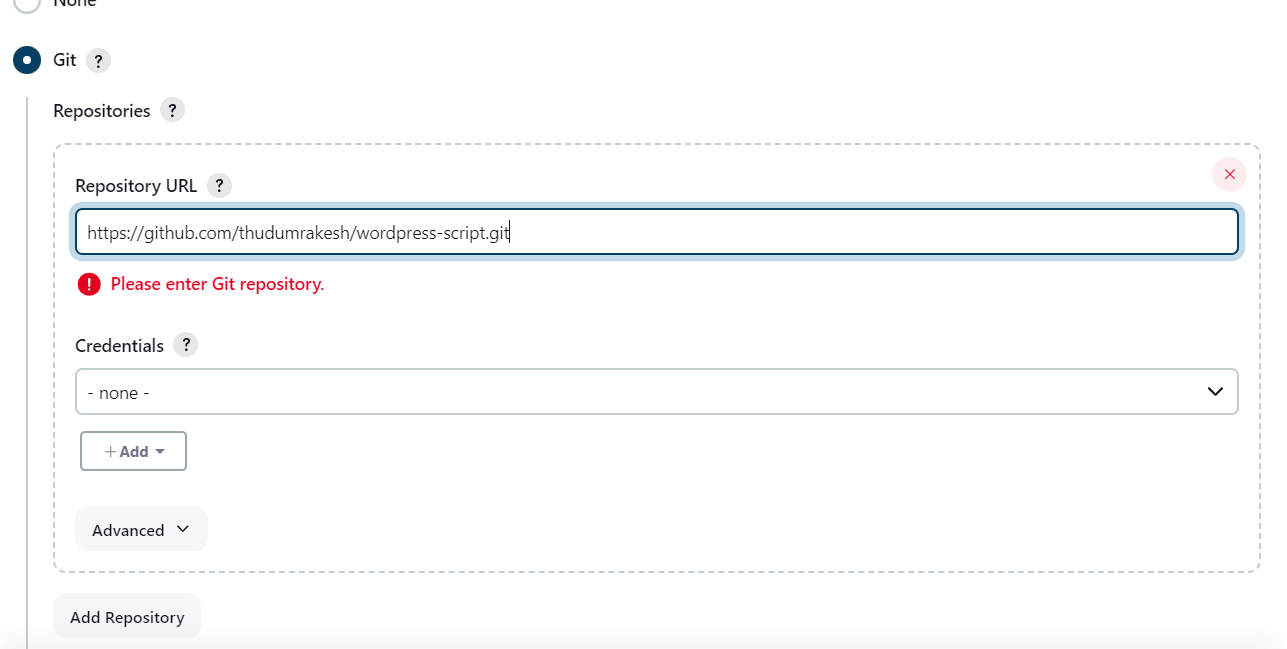 None
Git ?
Repositories ?
Repository URL ?
https://github.com/thudumrakesh/wordpress-script.git
! Please enter Git repository.
Credentials ?
- none -
+ Add
Advanced
Add Repository